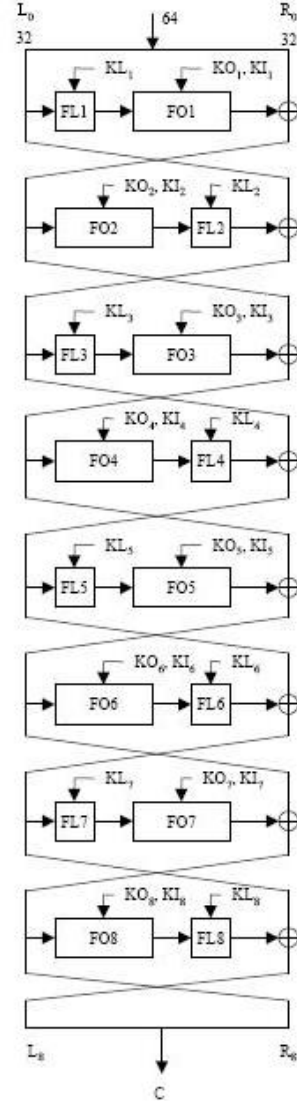 L₀ 64 R₀
32 32
KL₁ KO₁, KI₁
FL1 FO1
KO₂, KI₂ KL₂
FO2 FL2
KL₃ KO₃, KI₃
FL3 FO3
KO₄, KI₄ KL₄
FO4 FL4
KL₅ KO₅, KI₅
FL5 FO5
KO₆, KI₆ KL₆
FO6 FL6
KL₇ KO₇, KI₇
FL7 FO7
KO₈, KI₈ KL₈
FO8 FL8
L₈ R₈
C